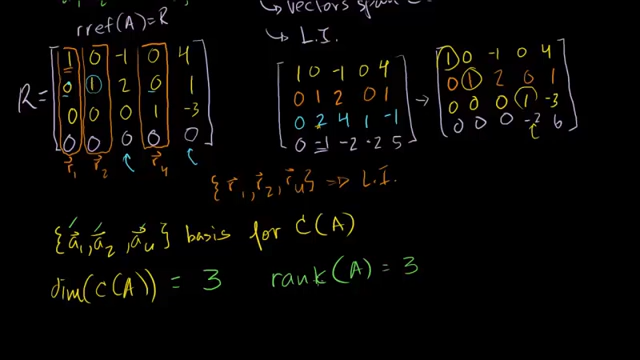 rref(A) = R
vectors span C
L.I.
R = [ 1 0 -1 0 4
0 1 2 0 1
0 0 0 1 -3
0 0 0 0 0 ]
r₁ r₂ r₄
[ 1 0 -1 0 4
0 1 2 0 1
0 2 4 1 -1
0 -1 -2 -2 5 ] →
[ 1 0 -1 0 4
0 1 2 0 1
0 0 0 1 -3
0 0 0 -2 6 ]
{r₁, r₂, r₄} ⇒ L.I.
{a₁, a₂, a₄} basis for C(A)
dim(C(A)) = 3 rank(A) = 3